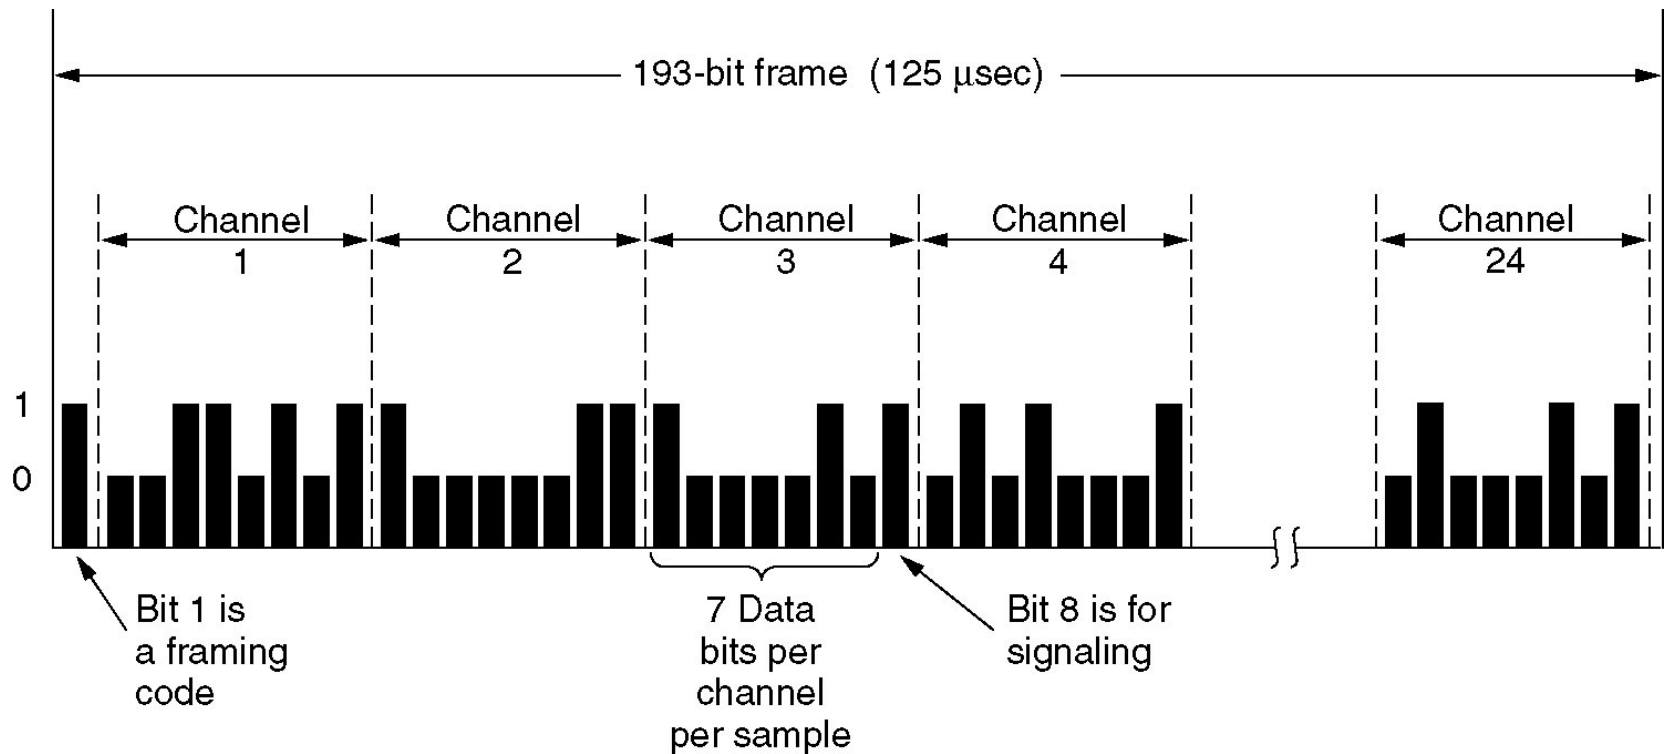 193-bit frame (125 μsec)
Channel
1
Channel
2
Channel
3
Channel
4
Channel
24
1
0
Bit 1 is
a framing
code
7 Data
bits per
channel
per sample
Bit 8 is for
signaling